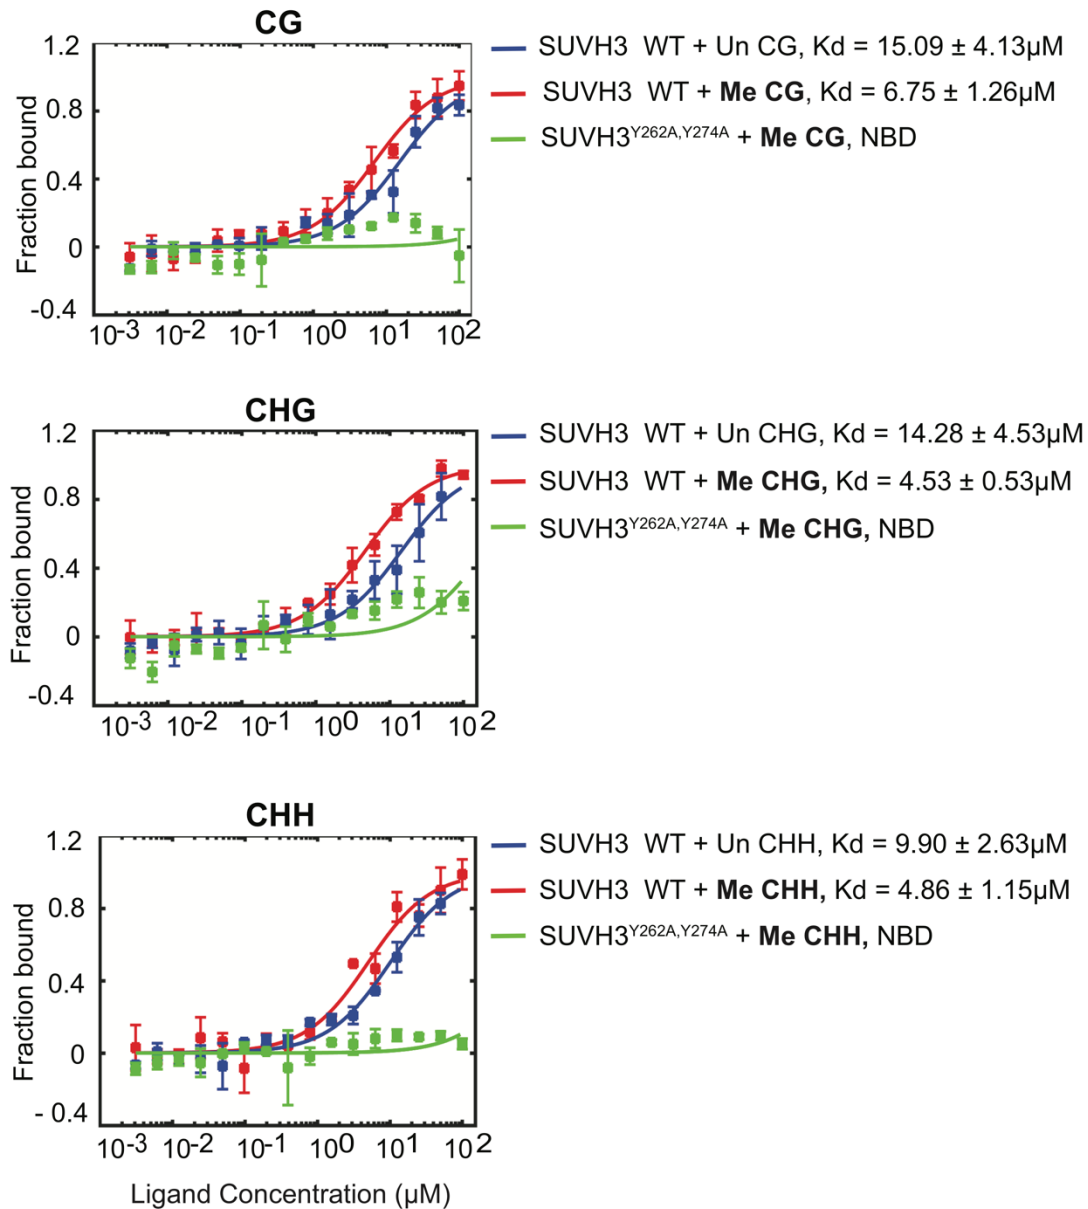 CG
1.2
0.8
0.4
0
-0.4
Fraction bound
10-3 10-2 10-1 100 101 102
SUVH3 WT + Un CG, Kd = 15.09 ± 4.13µM
SUVH3 WT + Me CG, Kd = 6.75 ± 1.26µM
SUVH3Y262A,Y274A + Me CG, NBD
CHG
1.2
0.8
0.4
0
-0.4
Fraction bound
10-3 10-2 10-1 100 101 102
SUVH3 WT + Un CHG, Kd = 14.28 ± 4.53µM
SUVH3 WT + Me CHG, Kd = 4.53 ± 0.53µM
SUVH3Y262A,Y274A + Me CHG, NBD
CHH
1.2
0.8
0.4
0
- 0.4
Fraction bound
10-3 10-2 10-1 100 101 102
Ligand Concentration (µM)
SUVH3 WT + Un CHH, Kd = 9.90 ± 2.63µM
SUVH3 WT + Me CHH, Kd = 4.86 ± 1.15µM
SUVH3Y262A,Y274A + Me CHH, NBD